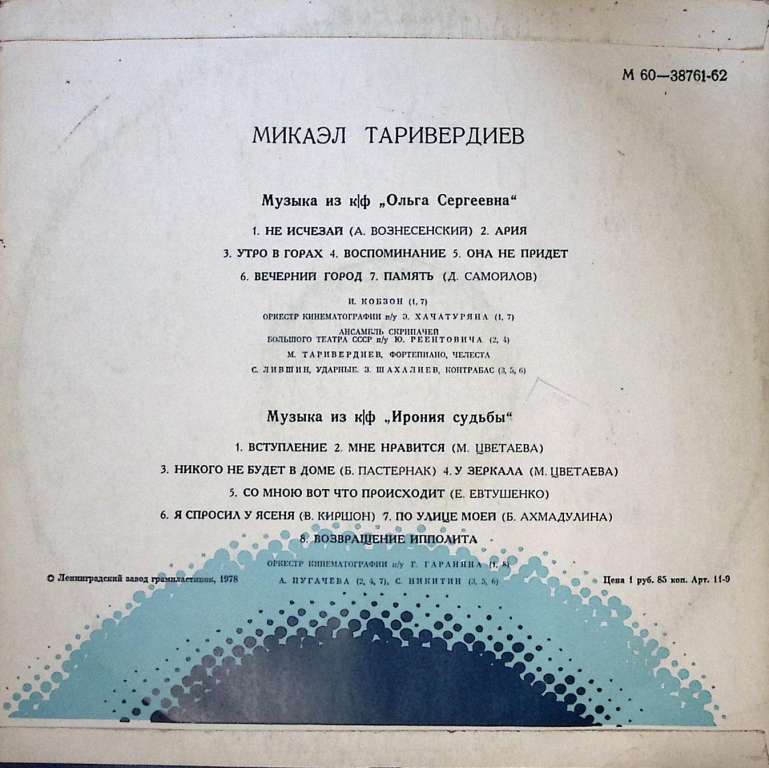 М 60—38761-62
МИКАЭЛ ТАРИВЕРДИЕВ
Музыка из к|ф „Ольга Сергеевна“
1. НЕ ИСЧЕЗАЙ (А. ВОЗНЕСЕНСКИЙ) 2. АРИЯ
3. УТРО В ГОРАХ 4. ВОСПОМИНАНИЕ 5. ОНА НЕ ПРИДЕТ
6. ВЕЧЕРНИЙ ГОРОД 7. ПАМЯТЬ (Д. САМОЙЛОВ)
И. КОБЗОН (1, 7)
ОРКЕСТР КИНЕМАТОГРАФИИ п/у Э. ХАЧАТУРЯНА (1, 7)
АНСАМБЛЬ СКРИПАЧЕЙ
БОЛЬШОГО ТЕАТРА СССР п/у Ю. РЕЕНТОВИЧА (2, 4)
М. ТАРИВЕРДИЕВ, ФОРТЕПИАНО, ЧЕЛЕСТА
С. ЛИВШИН, УДАРНЫЕ. З. ШАХАЛИЕВ, КОНТРАБАС (3, 5, 6)
Музыка из к|ф „Ирония судьбы“
1. ВСТУПЛЕНИЕ 2. МНЕ НРАВИТСЯ (М. ЦВЕТАЕВА)
3. НИКОГО НЕ БУДЕТ В ДОМЕ (Б. ПАСТЕРНАК) 4. У ЗЕРКАЛА (М. ЦВЕТАЕВА)
5. СО МНОЮ ВОТ ЧТО ПРОИСХОДИТ (Е. ЕВТУШЕНКО)
6. Я СПРОСИЛ У ЯСЕНЯ (В. КИРШОН) 7. ПО УЛИЦЕ МОЕЙ (Б. АХМАДУЛИНА)
8. ВОЗВРАЩЕНИЕ ИППОЛИТА
ОРКЕСТР КИНЕМАТОГРАФИИ п/у Г. ГАРАНЯНА (1, 8)
А. ПУГАЧЕВА (2, 4, 7), С. НИКИТИН (3, 5, 6)
© Ленинградский завод грампластинок, 1978
Цена 1 руб. 85 коп. Арт. 11-9